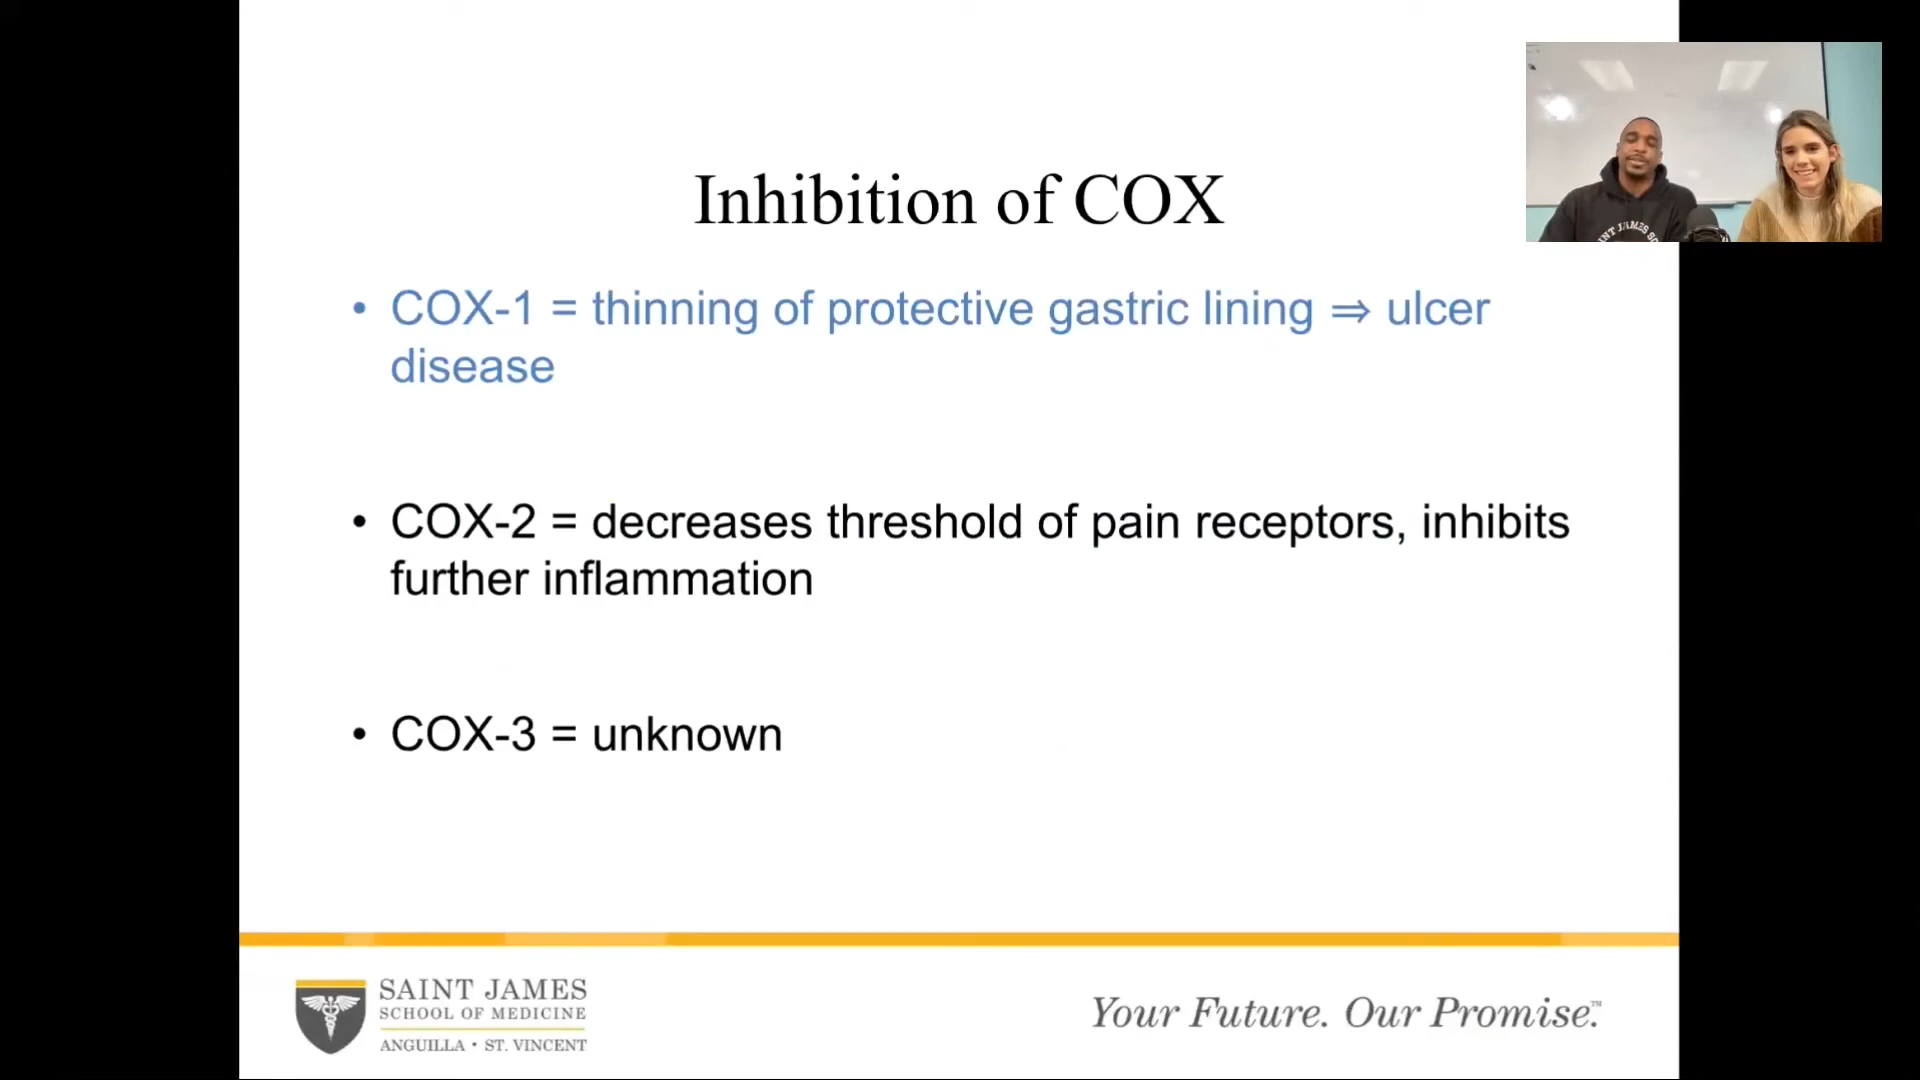 Inhibition of COX
• COX-1 = thinning of protective gastric lining ⇒ ulcer
disease
• COX-2 = decreases threshold of pain receptors, inhibits
further inflammation
• COX-3 = unknown
SAINT JAMES
SCHOOL OF MEDICINE
ANGUILLA • ST. VINCENT
Your Future. Our Promise.™